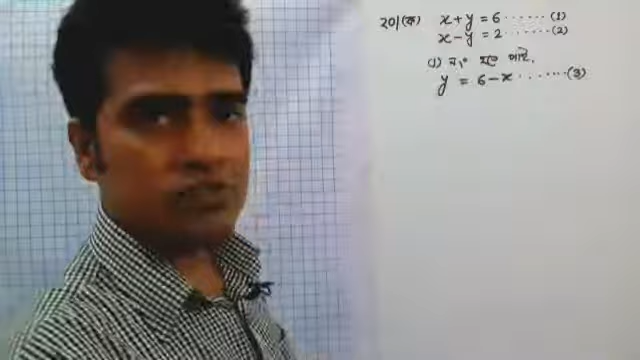 ২০।(ক) x + y = 6 ...... (1)
x - y = 2 ....... (2)
(1) নং হতে পাই,
y = 6 - x ....... (3)